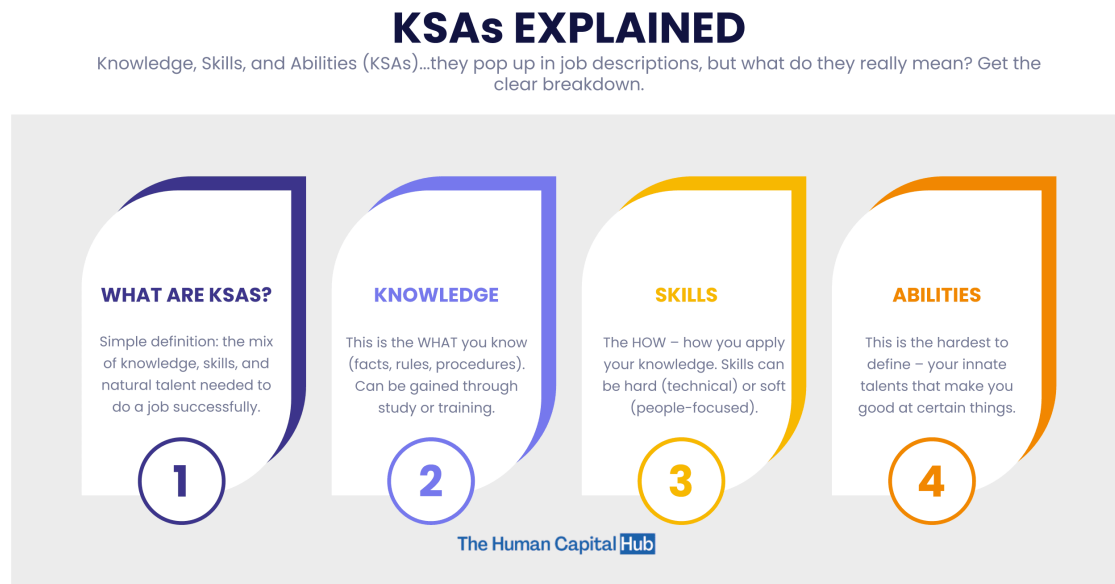 KSAs EXPLAINED
Knowledge, Skills, and Abilities (KSAs)...they pop up in job descriptions, but what do they really mean? Get the
clear breakdown.
WHAT ARE KSAS?
Simple definition: the mix
of knowledge, skills, and
natural talent needed to
do a job successfully.
1
KNOWLEDGE
This is the WHAT you know
(facts, rules, procedures).
Can be gained through
study or training.
2
SKILLS
The HOW – how you apply
your knowledge. Skills can
be hard (technical) or soft
(people-focused).
3
ABILITIES
This is the hardest to
define – your innate
talents that make you
good at certain things.
4
The Human Capital Hub